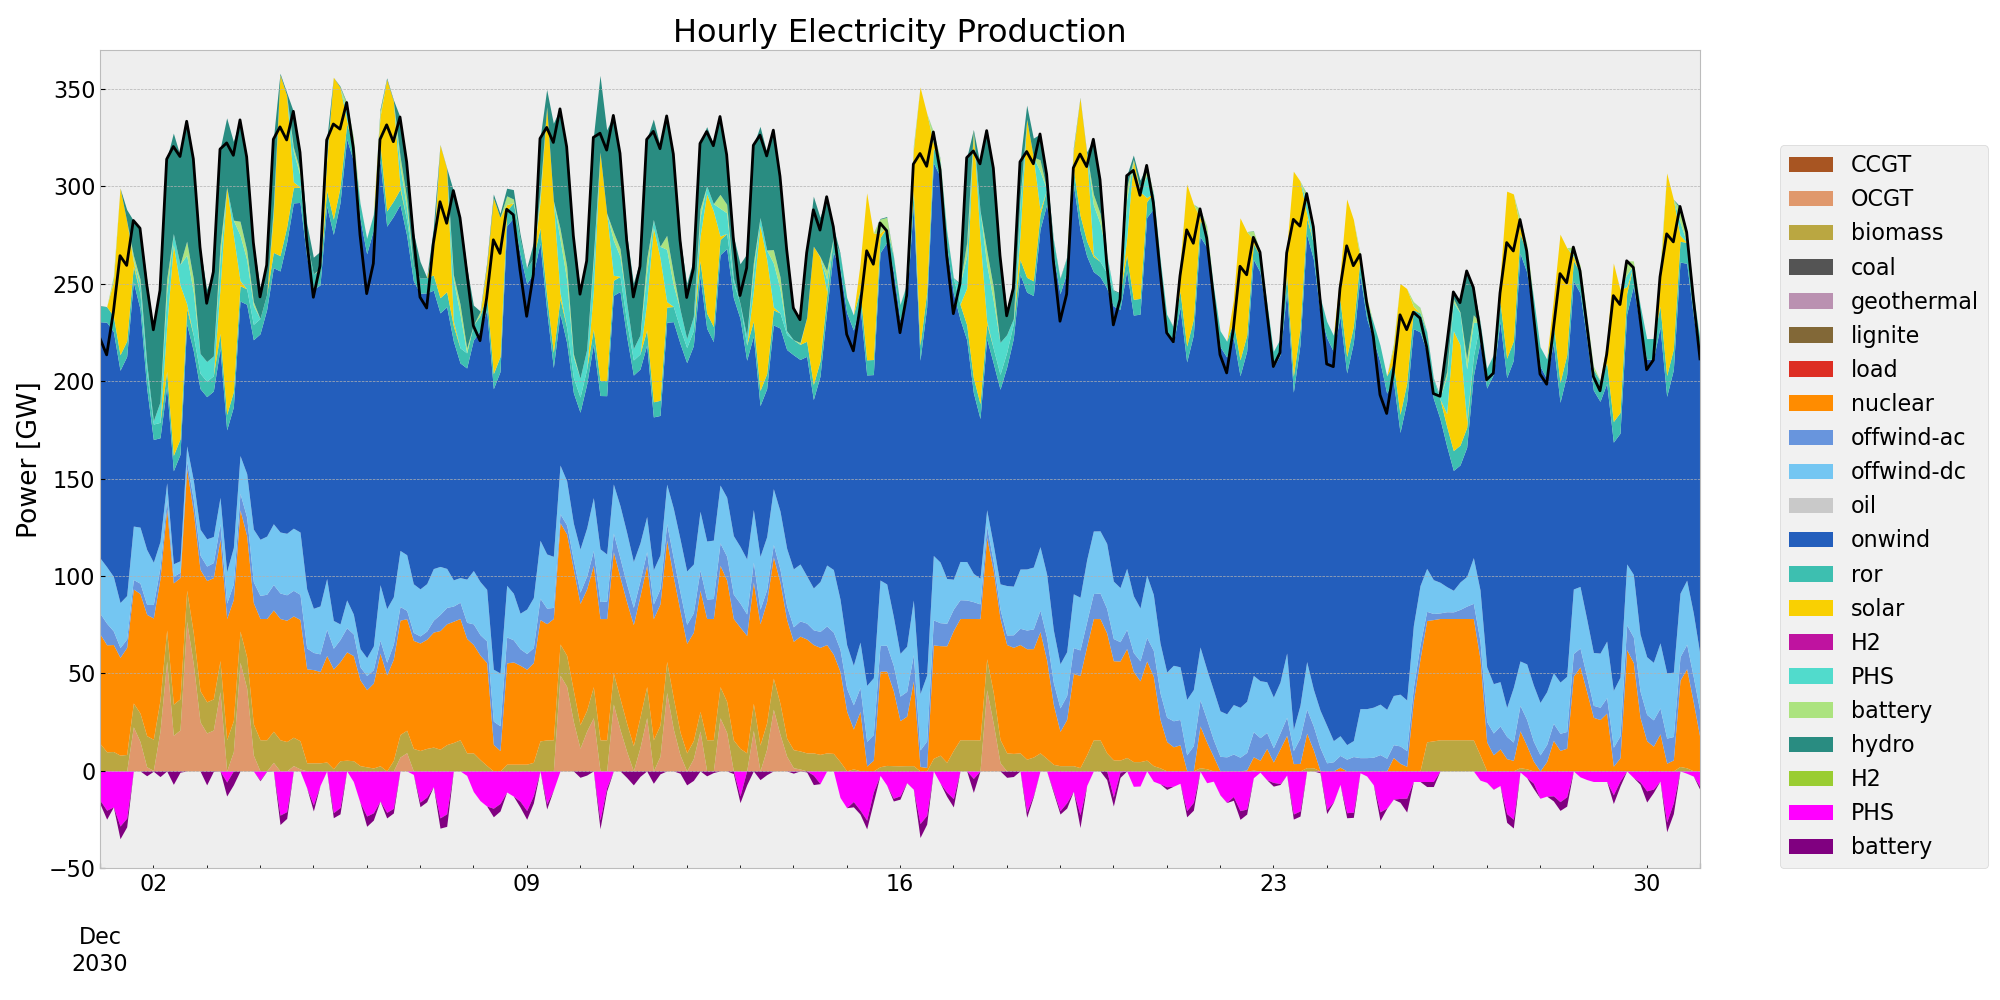 Hourly Electricity Production
Power [GW]
350
300
250
200
150
100
50
0
−50
02
09
16
23
30
Dec
2030
CCGT
OCGT
biomass
coal
geothermal
lignite
load
nuclear
offwind-ac
offwind-dc
oil
onwind
ror
solar
H2
PHS
battery
hydro
H2
PHS
battery